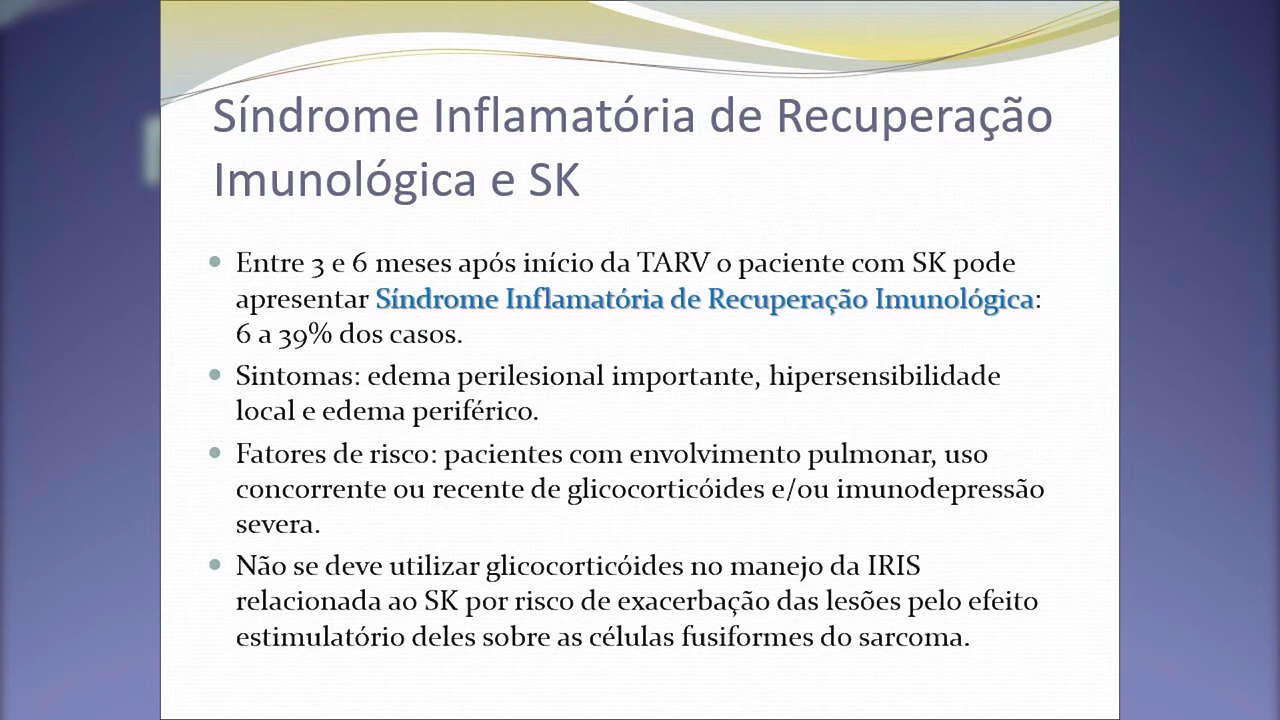 Síndrome Inflamatória de Recuperação
Imunológica e SK
• Entre 3 e 6 meses após início da TARV o paciente com SK pode
apresentar Síndrome Inflamatória de Recuperação Imunológica:
6 a 39% dos casos.
• Sintomas: edema perilesional importante, hipersensibilidade
local e edema periférico.
• Fatores de risco: pacientes com envolvimento pulmonar, uso
concorrente ou recente de glicocorticóides e/ou imunodepressão
severa.
• Não se deve utilizar glicocorticóides no manejo da IRIS
relacionada ao SK por risco de exacerbação das lesões pelo efeito
estimulatório deles sobre as células fusiformes do sarcoma.